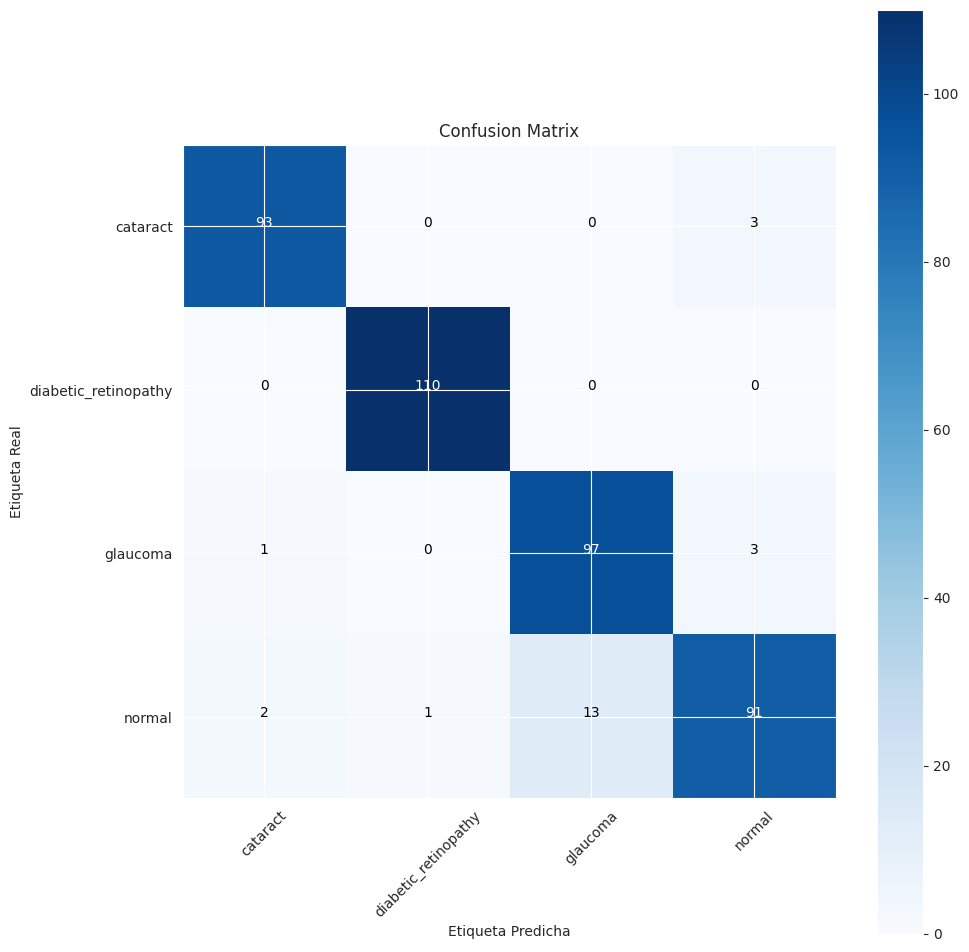 Confusion Matrix
Etiqueta Real
cataract 93 0 0 3
diabetic_retinopathy 0 110 0 0
glaucoma 1 0 97 3
normal 2 1 13 91
cataract diabetic_retinopathy glaucoma normal
Etiqueta Predicha
100
80
60
40
20
0